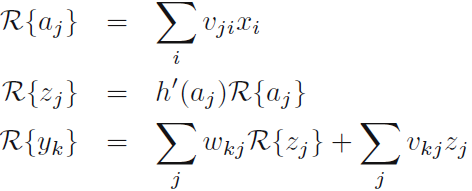 R{a_j} = ∑_i v_{ji}x_i
R{z_j} = h′(a_j)R{a_j}
R{y_k} = ∑_j w_{kj}R{z_j} + ∑_j v_{kj}z_j